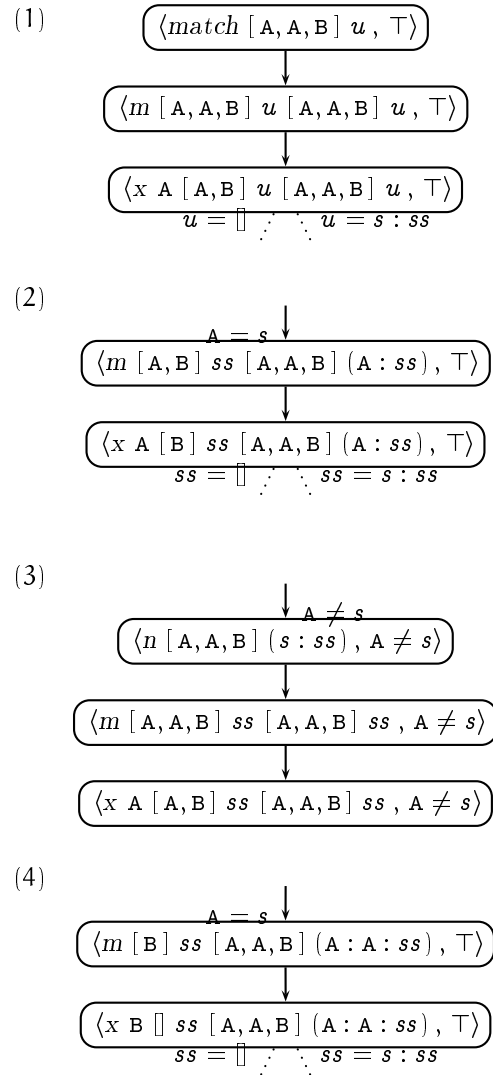 (1)
⟨match [A,A,B] u , ⊤⟩
⟨m [A,A,B] u [A,A,B] u , ⊤⟩
⟨x A [A,B] u [A,A,B] u , ⊤⟩
u = [] u = s : ss
(2)
A = s
⟨m [A,B] ss [A,A,B] (A : ss) , ⊤⟩
⟨x A [B] ss [A,A,B] (A : ss) , ⊤⟩
ss = [] ss = s : ss
(3)
A ≠ s
⟨n [A,A,B] (s : ss) , A ≠ s⟩
⟨m [A,A,B] ss [A,A,B] ss , A ≠ s⟩
⟨x A [A,B] ss [A,A,B] ss , A ≠ s⟩
(4)
A = s
⟨m [B] ss [A,A,B] (A : A : ss) , ⊤⟩
⟨x B [] ss [A,A,B] (A : A : ss) , ⊤⟩
ss = [] ss = s : ss